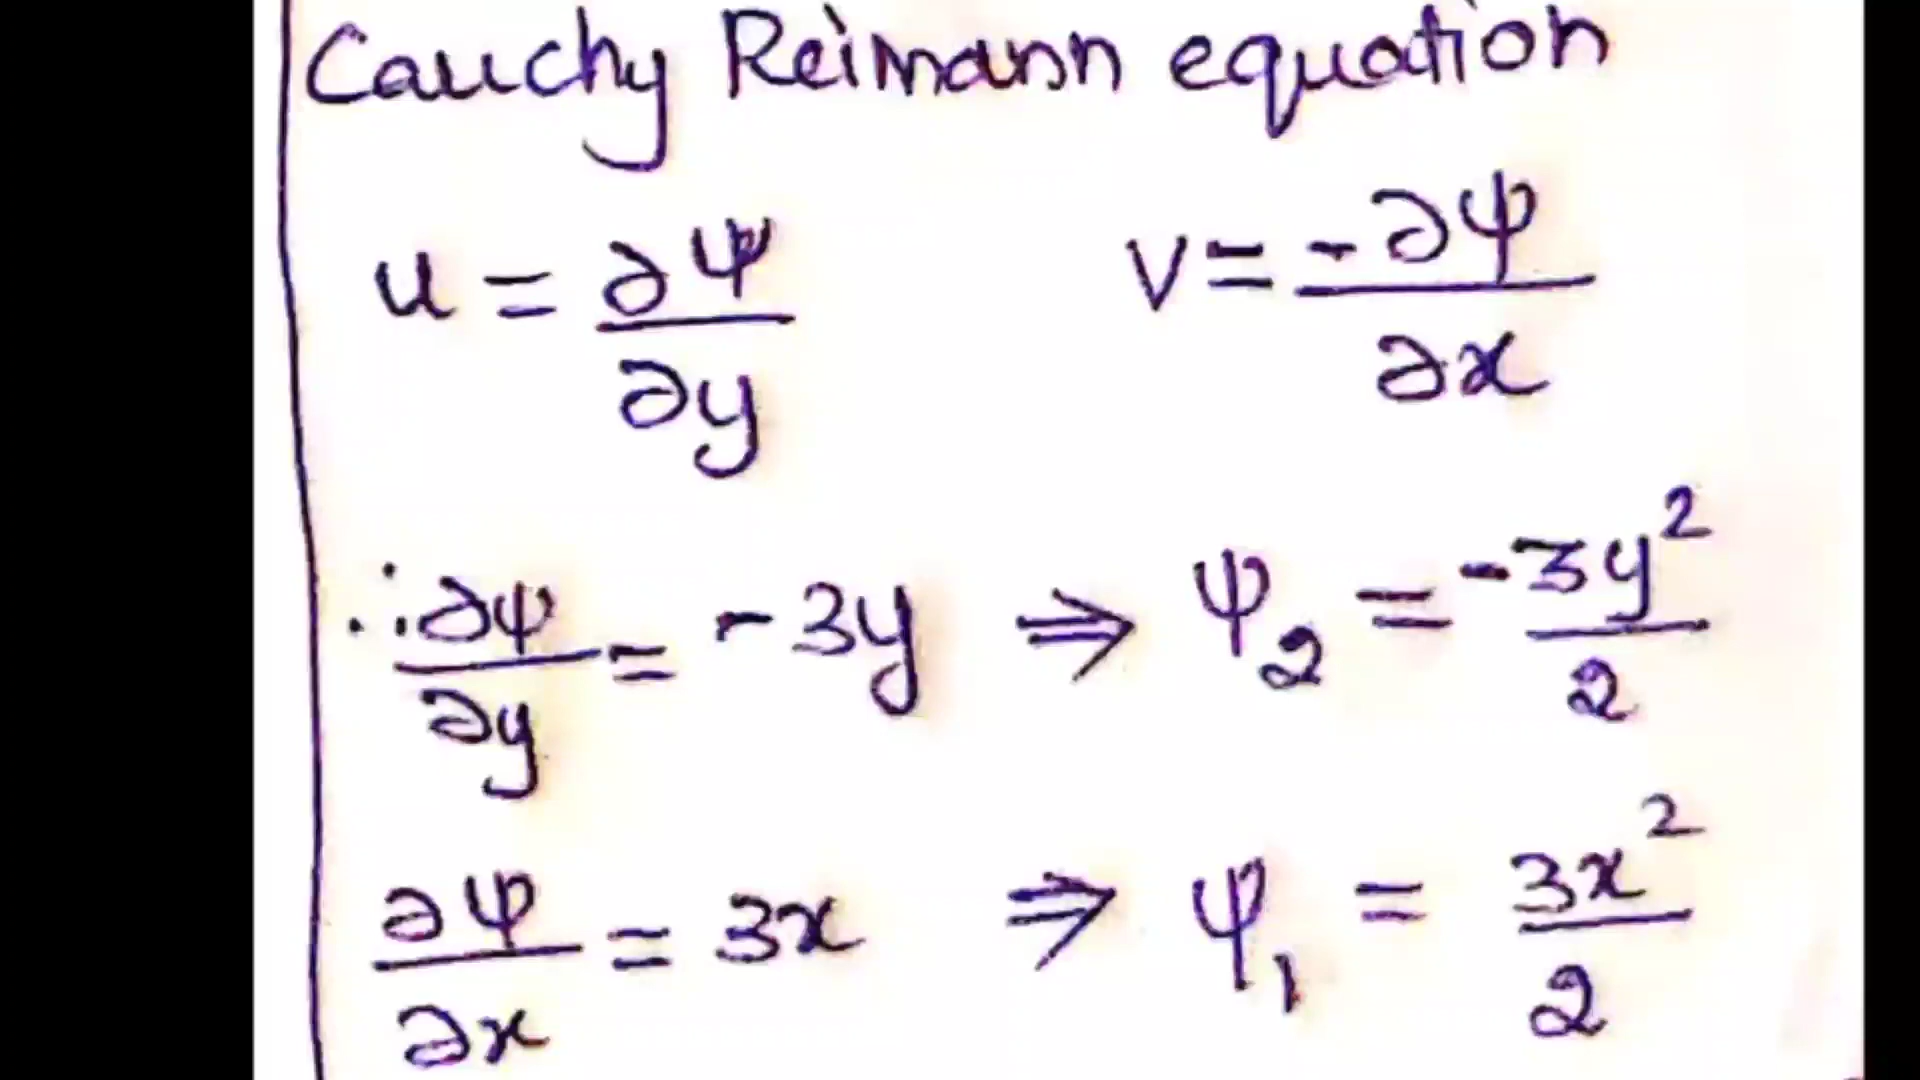 Cauchy Reimann equation
u = ∂ψ/∂y v = -∂ψ/∂x
∴ ∂ψ/∂y = -3y ⇒ ψ₂ = -3y²/2
∂ψ/∂x = 3x ⇒ ψ₁ = 3x²/2